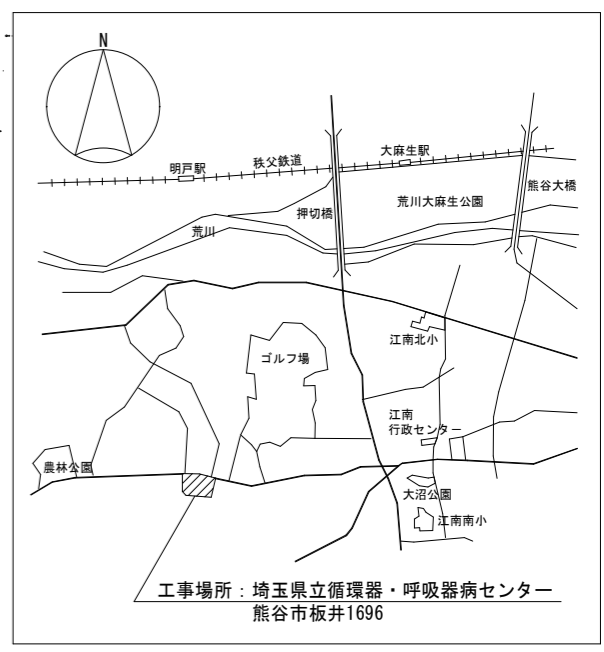 N
大麻生駅
秩父鉄道
明戸駅
熊谷大橋
荒川大麻生公園
押切橋
荒川
江南北小
ゴルフ場
江南
行政センター
農林公園
大沼公園
江南南小
工事場所：埼玉県立循環器・呼吸器病センター
熊谷市板井1696